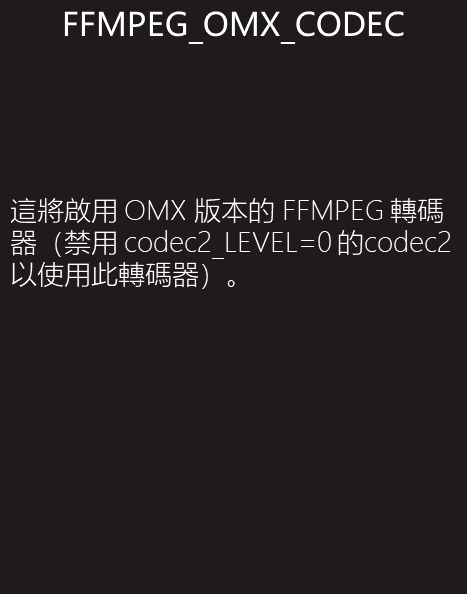 FFMPEG_OMX_CODEC
這將啟用 OMX 版本的 FFMPEG 轉碼
器（禁用 codec2_LEVEL=0 的codec2
以使用此轉碼器）。